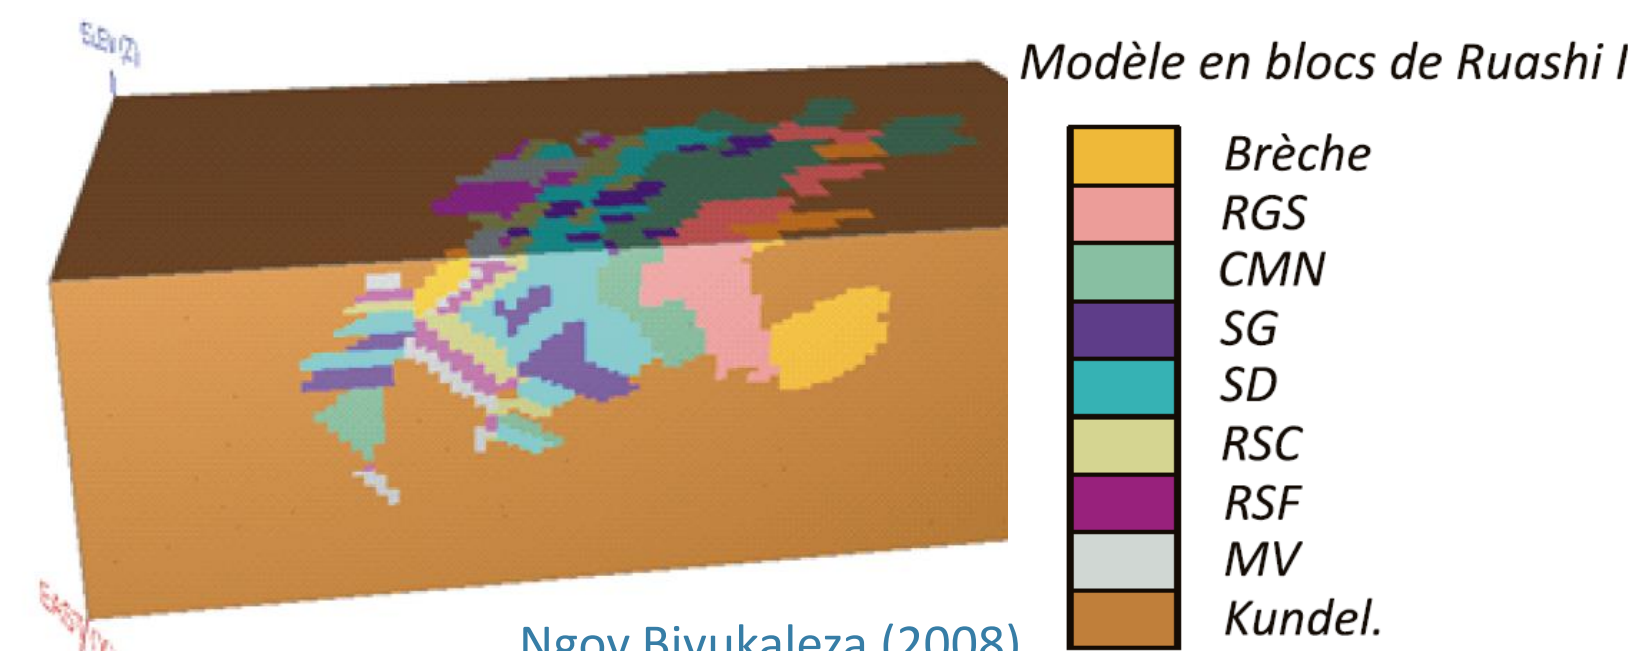 Modèle en blocs de Ruashi I
Brèche
RGS
CMN
SG
SD
RSC
RSF
MV
Kundel.
Ngoy Biyukaleza (2008)